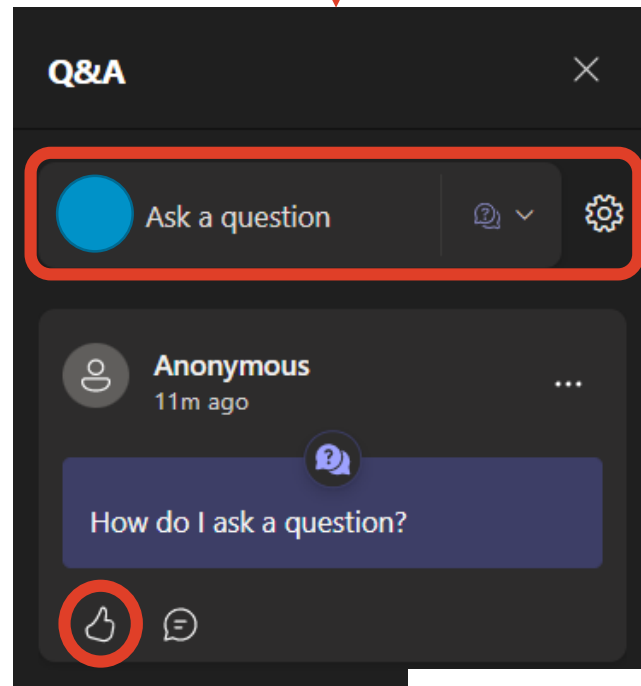 Q&A
Ask a question
Anonymous
11m ago
How do I ask a question?